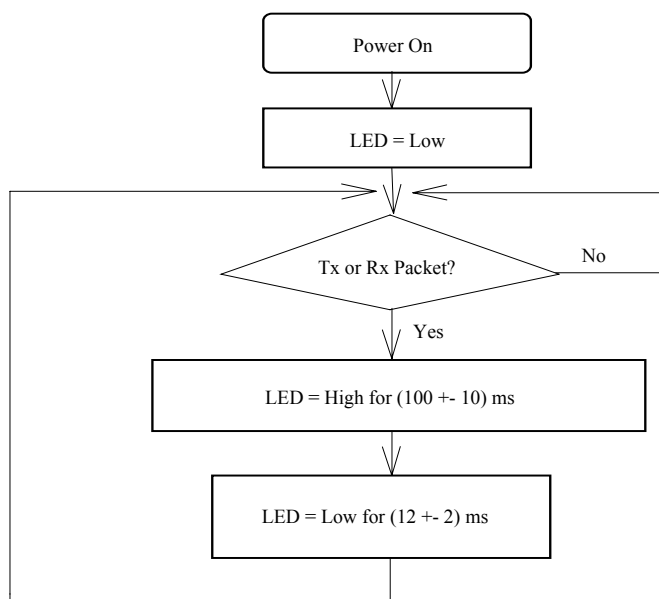 Power On
LED = Low
Tx or Rx Packet?
No
Yes
LED = High for (100 +- 10) ms
LED = Low for (12 +- 2) ms